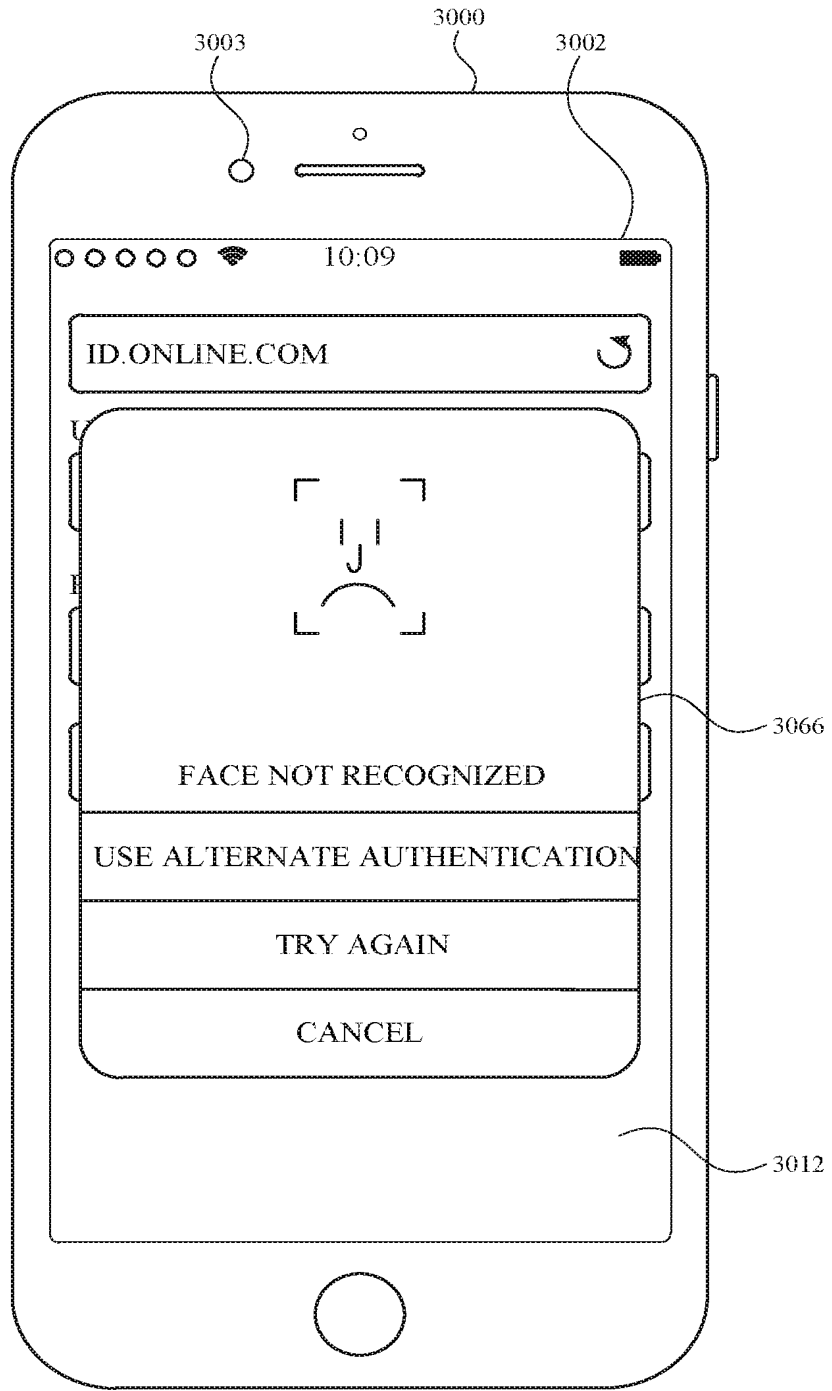 3000
3003
3002
10:09
ID.ONLINE.COM
U
3066
FACE NOT RECOGNIZED
USE ALTERNATE AUTHENTICATION
TRY AGAIN
CANCEL
3012